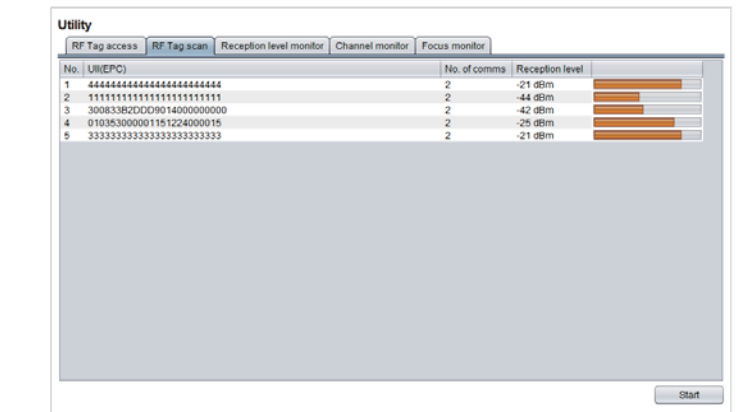 Utility
RF Tag access RF Tag scan Reception level monitor Channel monitor Focus monitor
No. UII(EPC) No. of comms Reception level
1 444444444444444444444444 2 -21 dBm
2 111111111111111111111111 2 -44 dBm
3 300833B2DDD9014000000000 2 -42 dBm
4 010353000001151224000015 2 -25 dBm
5 333333333333333333333333 2 -21 dBm
Start